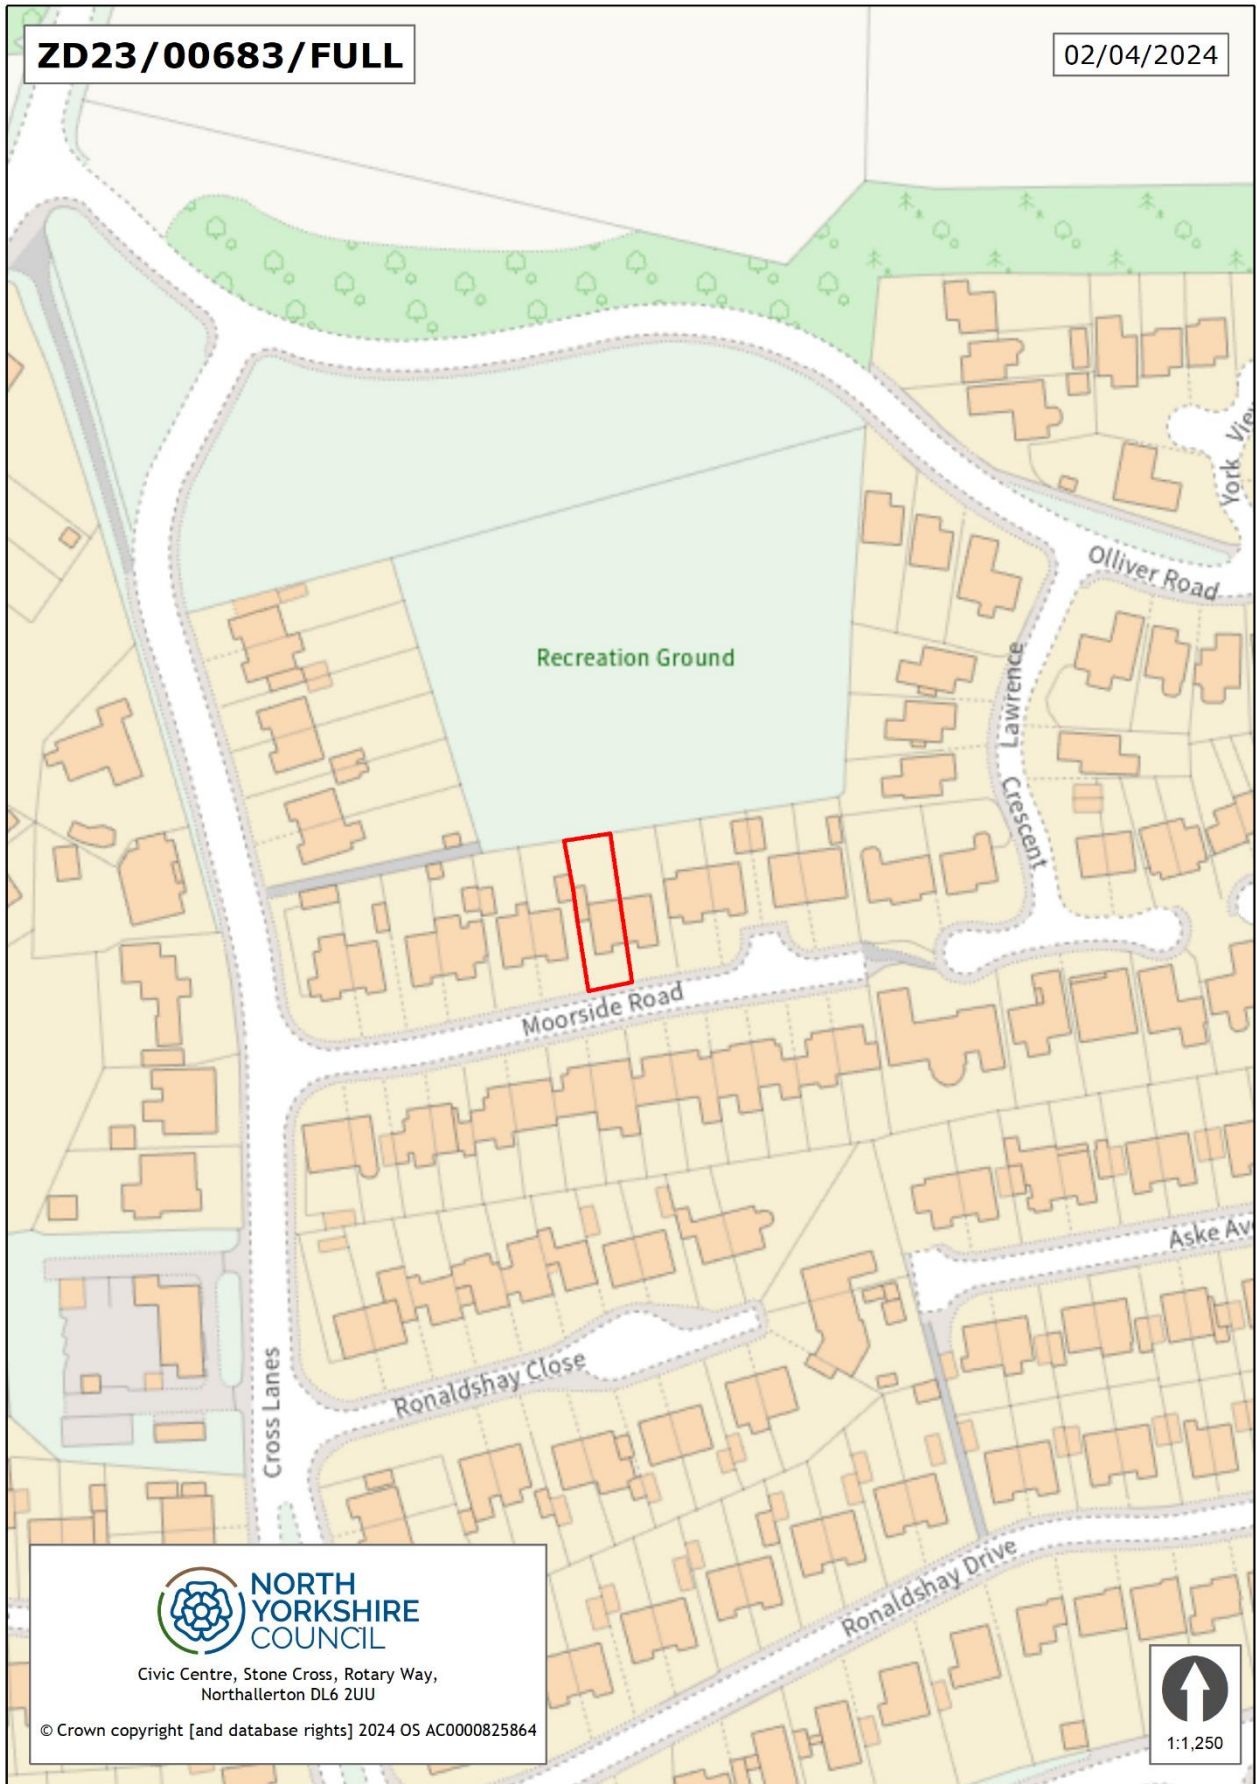 ZD23/00683/FULL
02/04/2024
York Vie
Olliver Road
Recreation Ground
Lawrence
Crescent
Moorside Road
Aske Av
Ronaldshay Close
Cross Lanes
Ronaldshay Drive
NORTH
YORKSHIRE
COUNCIL
Civic Centre, Stone Cross, Rotary Way,
Northallerton DL6 2UU
© Crown copyright [and database rights] 2024 OS AC0000825864
1:1,250